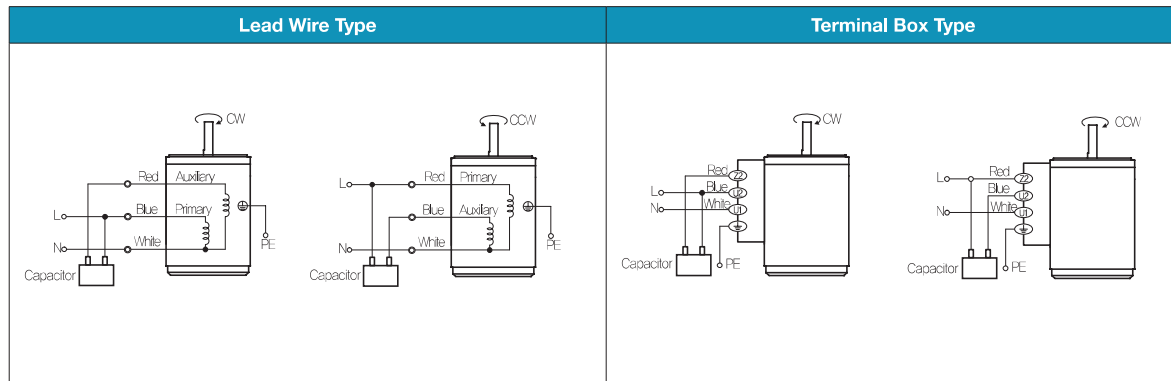 Lead Wire Type
CW
Red Auxiliary
L Blue Primary
N White
PE
Capacitor
CCW
L Red Primary
Blue Auxiliary
N White
PE
Capacitor
Terminal Box Type
CW
Red Z2
L Blue U2
N White U1
Capacitor PE
CCW
L Red Z2
Blue U2
N White U1
Capacitor PE